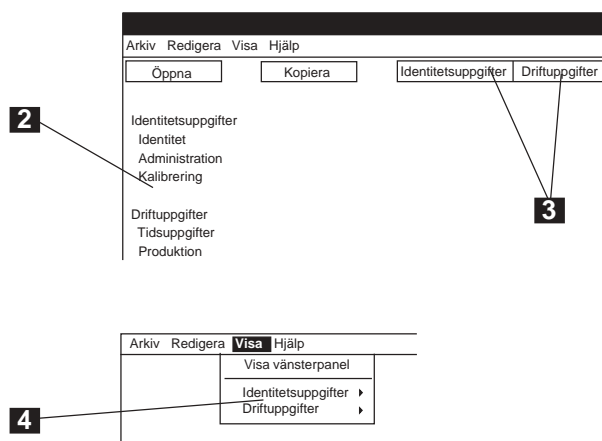 Arkiv Redigera Visa Hjälp
Öppna Kopiera Identitetsuppgifter Driftuppgifter
2
Identitetsuppgifter
Identitet
Administration
Kalibrering
3
Driftuppgifter
Tidsuppgifter
Produktion
Arkiv Redigera Visa Hjälp
Visa vänsterpanel
Identitetsuppgifter
Driftuppgifter
4